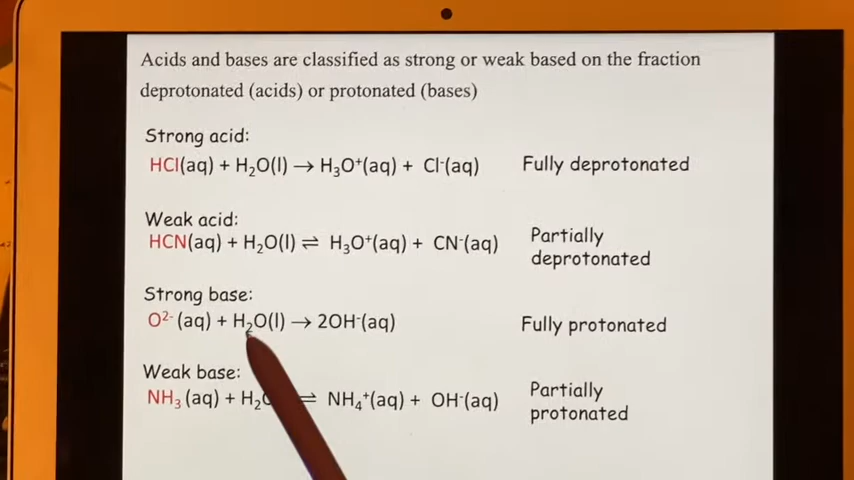 Acids and bases are classified as strong or weak based on the fraction
deprotonated (acids) or protonated (bases)
Strong acid:
HCl(aq) + H₂O(l) → H₃O⁺(aq) + Cl⁻(aq) Fully deprotonated
Weak acid:
HCN(aq) + H₂O(l) ⇌ H₃O⁺(aq) + CN⁻(aq) Partially
deprotonated
Strong base:
O²⁻ (aq) + H₂O(l) → 2OH⁻(aq) Fully protonated
Weak base:
NH₃ (aq) + H₂O ⇌ NH₄⁺(aq) + OH⁻(aq) Partially
protonated